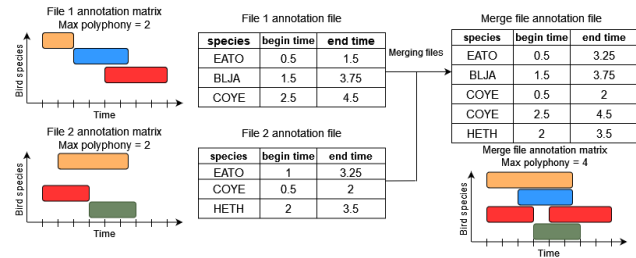 File 1 annotation matrix
Max polyphony = 2
Bird species
Time
File 1 annotation file
species begin time end time
EATO 0.5 1.5
BLJA 1.5 3.75
COYE 2.5 4.5
Merging files
Merge file annotation file
species begin time end time
EATO 0.5 3.25
BLJA 1.5 3.75
COYE 0.5 2
COYE 2.5 4.5
HETH 2 3.5
File 2 annotation matrix
Max polyphony = 2
Bird species
Time
File 2 annotation file
species begin time end time
EATO 1 3.25
COYE 0.5 2
HETH 2 3.5
Merge file annotation matrix
Max polyphony = 4
Bird species
Time